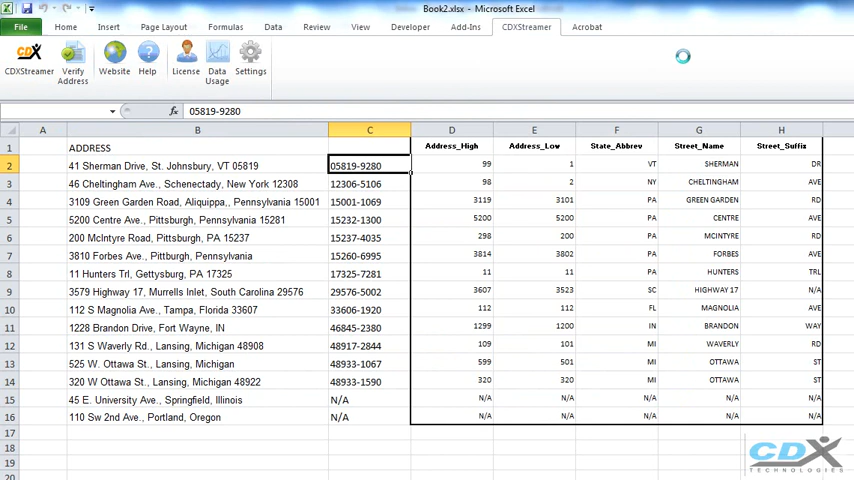 Book2.xlsx - Microsoft Excel
File Home Insert Page Layout Formulas Data Review View Developer Add-Ins CDXStreamer Acrobat
CDX
CDXStreamer Verify Address Website Help License Data Usage Settings
fx 05819-9280
A B C D E F G H
1 ADDRESS Address_High Address_Low State_Abbrev Street_Name Street_Suffix
2 41 Sherman Drive, St. Johnsbury, VT 05819 05819-9280 99 1 VT SHERMAN DR
3 46 Cheltingham Ave., Schenectady, New York 12308 12306-5106 98 2 NY CHELTINGHAM AVE
4 3109 Green Garden Road, Aliquippa,, Pennsylvania 15001 15001-1069 3119 3101 PA GREEN GARDEN RD
5 5200 Centre Ave., Pittsburgh, Pennsylvania 15281 15232-1300 5200 5200 PA CENTRE AVE
6 200 McIntyre Road, Pittsburgh, PA 15237 15237-4035 298 200 PA MCINTYRE RD
7 3810 Forbes Ave., Pittsburgh, Pennsylvania 15260-6995 3814 3802 PA FORBES AVE
8 11 Hunters Trl, Gettysburg, PA 17325 17325-7281 11 11 PA HUNTERS TRL
9 3579 Highway 17, Murrells Inlet, South Carolina 29576 29576-5002 3607 3523 SC HIGHWAY 17 N/A
10 112 S Magnolia Ave., Tampa, Florida 33607 33606-1920 112 112 FL MAGNOLIA AVE
11 1228 Brandon Drive, Fort Wayne, IN 46845-2380 1299 1200 IN BRANDON WAY
12 131 S Waverly Rd., Lansing, Michigan 48908 48917-2844 109 101 MI WAVERLY RD
13 525 W. Ottawa St., Lansing, Michigan 48933-1067 599 501 MI OTTAWA ST
14 320 W Ottawa St., Lansing, Michigan 48922 48933-1590 320 320 MI OTTAWA ST
15 45 E. University Ave., Springfield, Illinois N/A N/A N/A N/A N/A N/A
16 110 Sw 2nd Ave., Portland, Oregon N/A N/A N/A N/A N/A N/A
17
18
19
20
CDX
TECHNOLOGIES